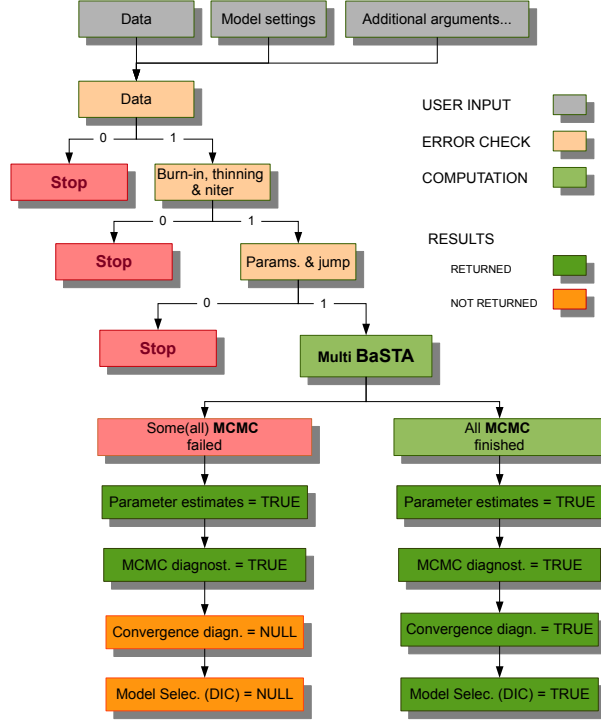 Data
Model settings
Additional arguments...
Data
USER INPUT
ERROR CHECK
COMPUTATION
0
1
Stop
Burn-in, thinning
& niter
0
1
RESULTS
Stop
Params. & jump
RETURNED
NOT RETURNED
0
1
Stop
Multi BaSTA
Some(all) MCMC
failed
All MCMC
finished
Parameter estimates = TRUE
Parameter estimates = TRUE
MCMC diagnost. = TRUE
MCMC diagnost. = TRUE
Convergence diagn. = NULL
Convergence diagn. = TRUE
Model Selec. (DIC) = NULL
Model Selec. (DIC) = TRUE